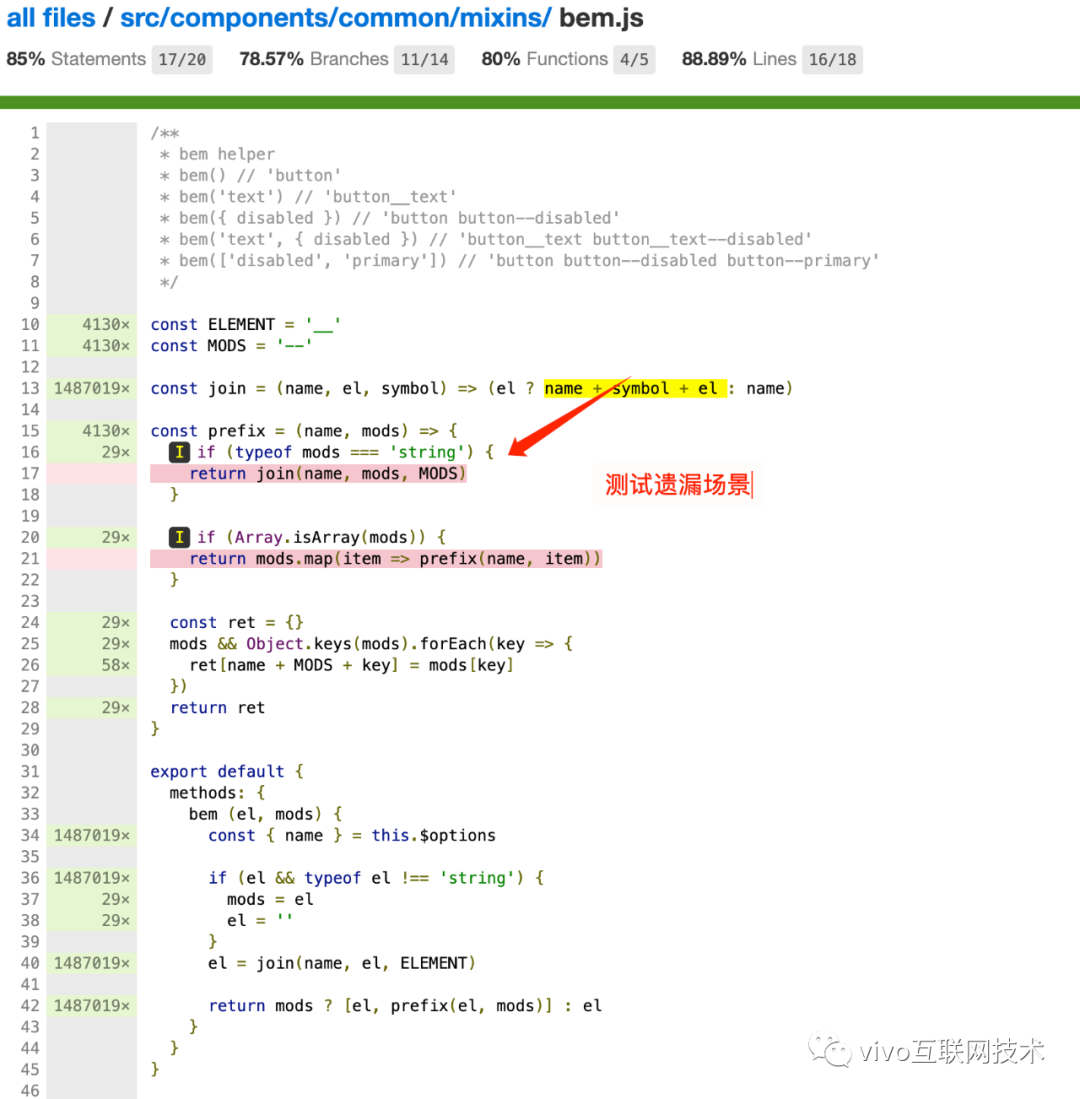 all files / src/components/common/mixins/ bem.js
85% Statements 17/20 78.57% Branches 11/14 80% Functions 4/5 88.89% Lines 16/18
1 /**
2 * bem helper
3 * bem() // 'button'
4 * bem('text') // 'button__text'
5 * bem({ disabled }) // 'button button--disabled'
6 * bem('text', { disabled }) // 'button__text button__text--disabled'
7 * bem(['disabled', 'primary']) // 'button button--disabled button--primary'
8 */
9
10 4130× const ELEMENT = '__'
11 4130× const MODS = '--'
12
13 1487019× const join = (name, el, symbol) => (el ? name + symbol + el : name)
14
15 4130× const prefix = (name, mods) => {
16 29× I if (typeof mods === 'string') {
17 return join(name, mods, MODS)
测试遗漏场景
18 }
19
20 29× I if (Array.isArray(mods)) {
21 return mods.map(item => prefix(name, item))
22 }
23
24 29× const ret = {}
25 29× mods && Object.keys(mods).forEach(key => {
26 58× ret[name + MODS + key] = mods[key]
27 })
28 29× return ret
29 }
30
31 export default {
32 methods: {
33 bem (el, mods) {
34 1487019× const { name } = this.$options
35
36 1487019× if (el && typeof el !== 'string') {
37 29× mods = el
38 29× el = ''
39 }
40 1487019× el = join(name, el, ELEMENT)
41
42 1487019× return mods ? [el, prefix(el, mods)] : el
43 }
44 }
45 }
46
vivo互联网技术